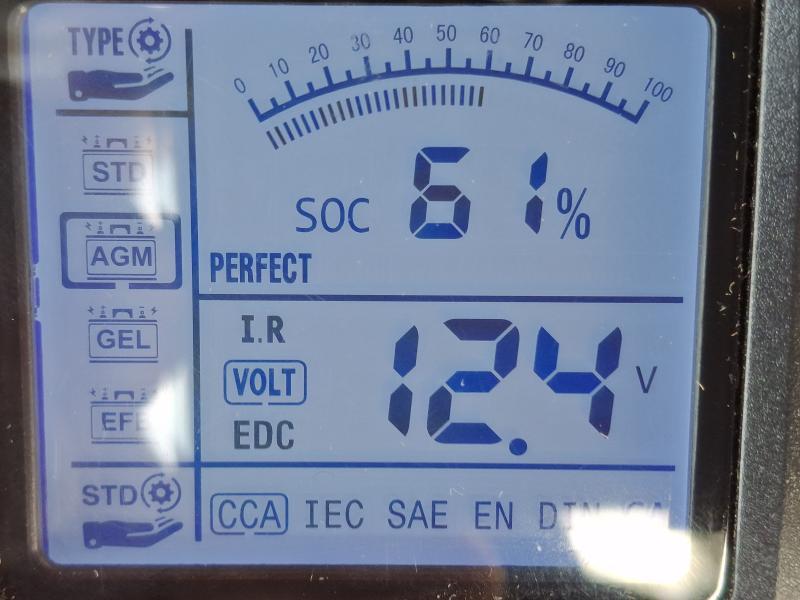 TYPE
0 10 20 30 40 50 60 70 80 90 100
STD
SOC 61%
AGM
PERFECT
GEL
I.R
VOLT 12.4 V
EDC
STD
CCA IEC SAE EN DIN